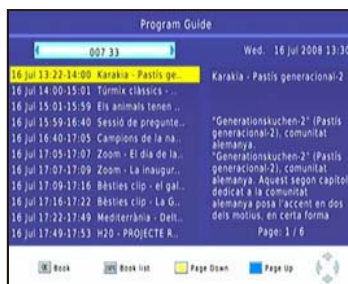 Program Guide
007 33
Wed. 16 Jul 2008 13:30
16 Jul 13:22-14:00 Karakia - Pastís ge..
16 Jul 14:00-15:01 Túrmix clàssics - ..
16 Jul 15:01-15:59 Els animals tenen ..
16 Jul 15:59-16:40 Sessió de pregunte..
16 Jul 16:40-17:05 Campions de la na..
16 Jul 17:05-17:07 Zoom - El dia de la..
16 Jul 17:07-17:09 Zoom - La inaugur..
16 Jul 17:09-17:16 Bèsties clip - el gal..
16 Jul 17:16-17:22 Bèsties clip - La G..
16 Jul 17:22-17:49 Mediterrània - Delt..
16 Jul 17:49-17:53 H2O - PROJECTE R..
Karakia - Pastís generacional-2
"Generationskuchen-2" (Pastís
generacional-2), comunitat
alemanya.
"Generationskuchen-2" (Pastís
generacional-2), comunitat
alemanya. Aquest segon capítol
dedicat a la comunitat
alemanya posa l'accent en dos
dels motius, en certa forma
Page: 1 / 6
OK Book
Book list
Page Down
Page Up